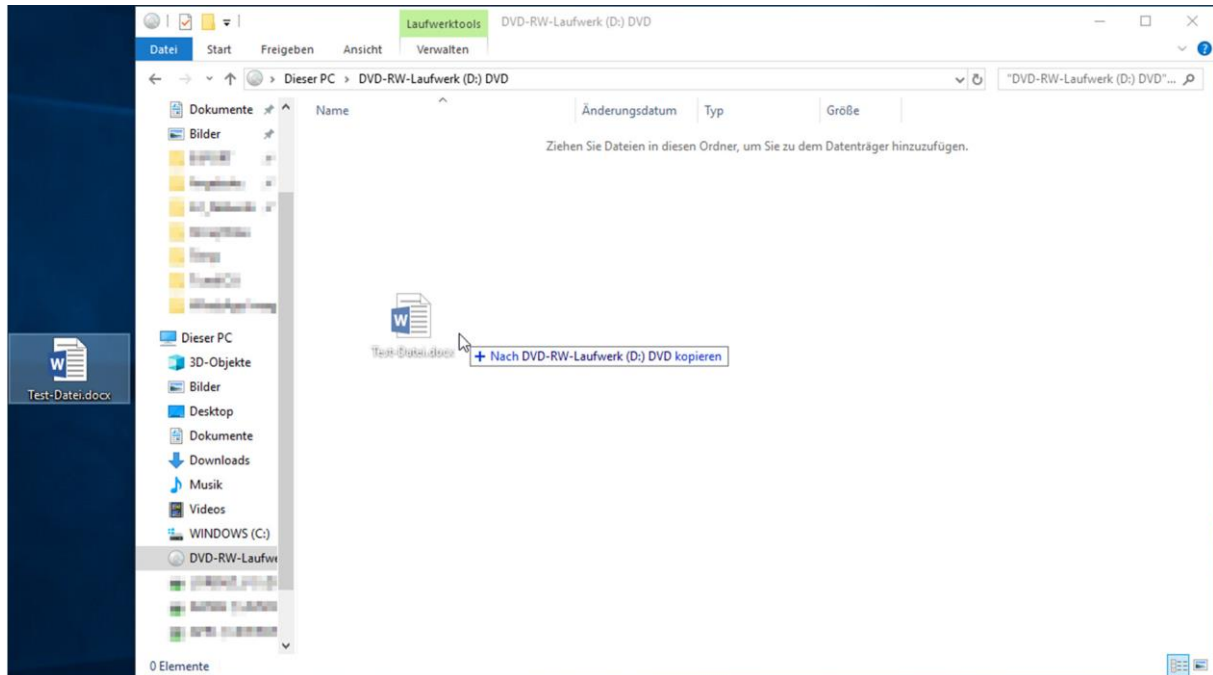 Laufwerktools DVD-RW-Laufwerk (D:) DVD
Datei Start Freigeben Ansicht Verwalten
Dieser PC > DVD-RW-Laufwerk (D:) DVD "DVD-RW-Laufwerk (D:) DVD"...
Name Änderungsdatum Typ Größe
Ziehen Sie Dateien in diesen Ordner, um Sie zu dem Datenträger hinzuzufügen.
Dokumente
Bilder
Dieser PC
3D-Objekte
Bilder
Desktop
Dokumente
Downloads
Musik
Videos
WINDOWS (C:)
DVD-RW-Laufwe
Test-Datei.docx
Test-Datei.docx
+ Nach DVD-RW-Laufwerk (D:) DVD kopieren
0 Elemente